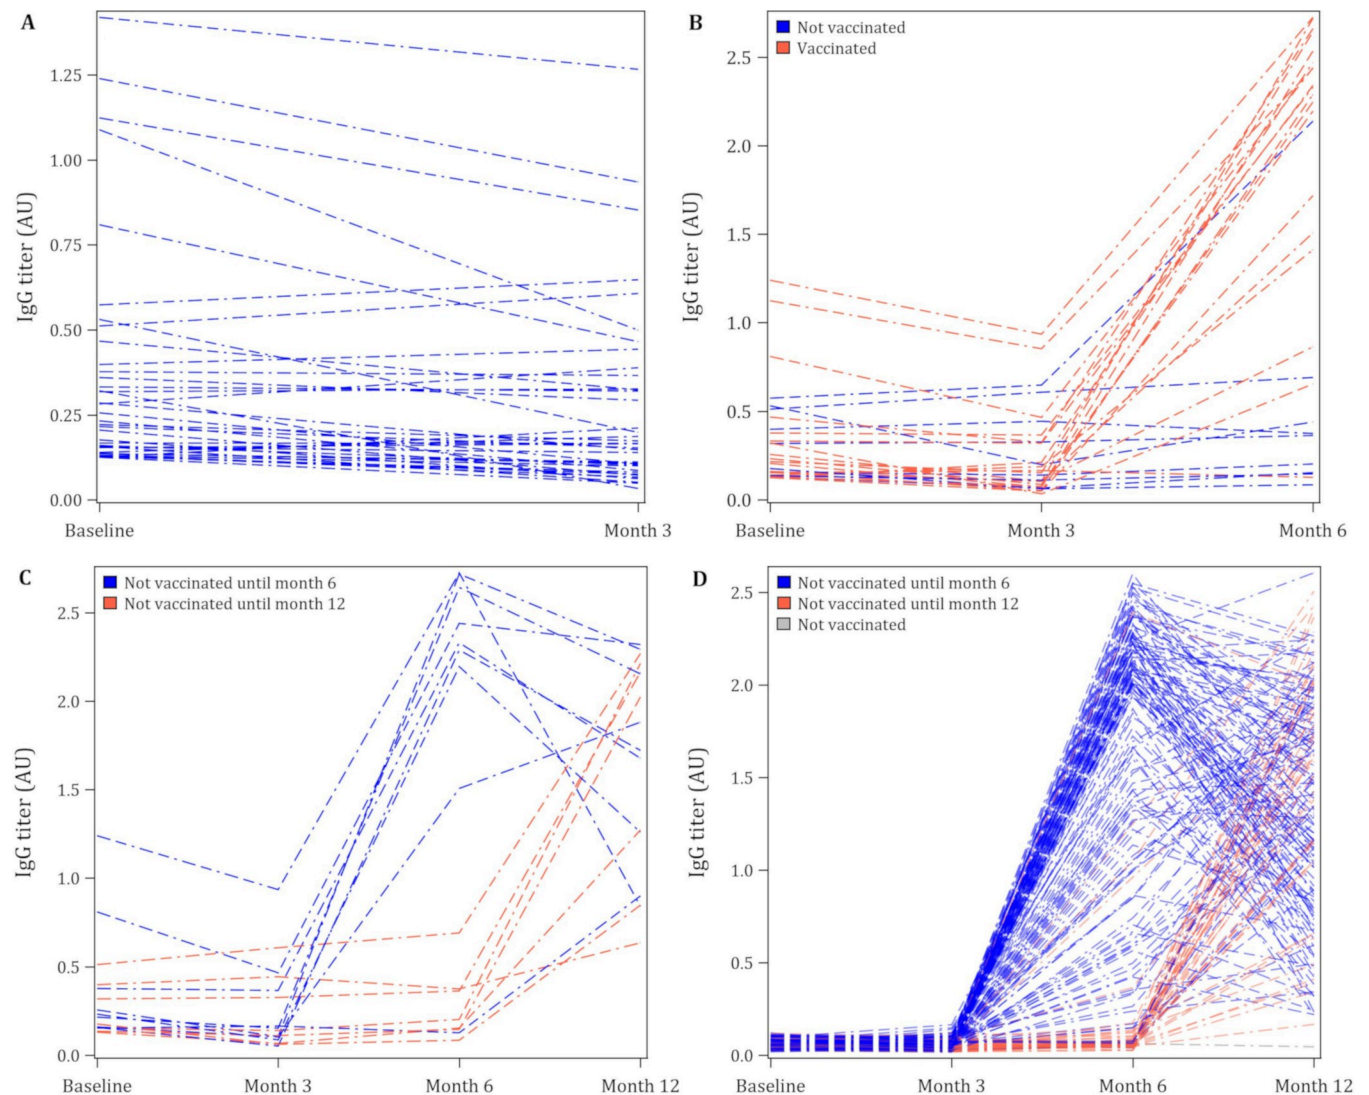 A
IgG titer (AU)
1.25
1.00
0.75
0.50
0.25
0.00
Baseline
Month 3
B
Not vaccinated
Vaccinated
IgG titer (AU)
2.5
2.0
1.5
1.0
0.5
0.0
Baseline
Month 3
Month 6
C
Not vaccinated until month 6
Not vaccinated until month 12
IgG titer (AU)
2.5
2.0
1.5
1.0
0.5
0.0
Baseline
Month 3
Month 6
Month 12
D
Not vaccinated until month 6
Not vaccinated until month 12
Not vaccinated
IgG titer (AU)
2.5
2.0
1.5
1.0
0.5
0.0
Baseline
Month 3
Month 6
Month 12